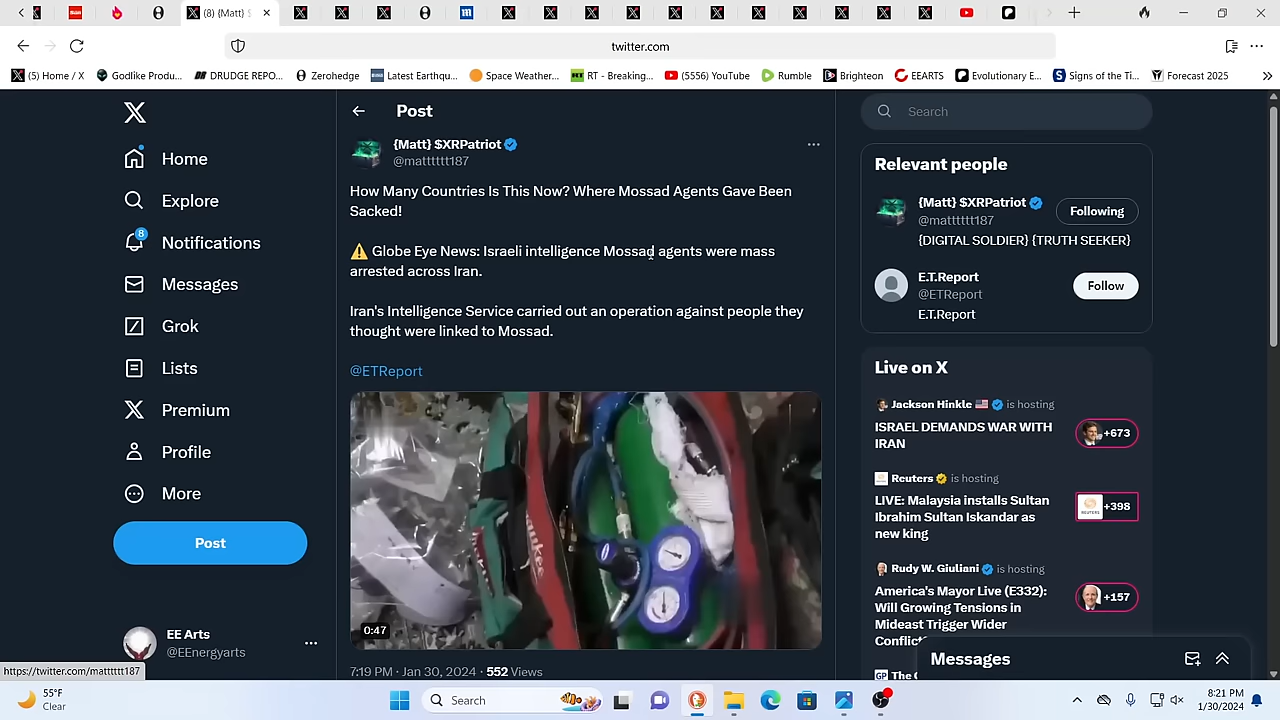 (8) {Matt} $
twitter.com
(5) Home / X
Godlike Produ...
DRUDGE REPO...
Zerohedge
Latest Earthqu...
Space Weather...
RT - Breaking...
(5556) YouTube
Rumble
Brighteon
EEARTS
Evolutionary E...
Signs of the Ti...
Forecast 2025
Home
Explore
8
Notifications
Messages
Grok
Lists
Premium
Profile
More
Post
EE Arts
@EEnergyarts
https://twitter.com/matttttt187
Post
{Matt} $XRPatriot
@matttttt187
How Many Countries Is This Now? Where Mossad Agents Gave Been
Sacked!
⚠️ Globe Eye News: Israeli intelligence Mossad agents were mass
arrested across Iran.
Iran's Intelligence Service carried out an operation against people they
thought were linked to Mossad.
@ETReport
0:47
7:19 PM · Jan 30, 2024 · 552 Views
Search
Relevant people
{Matt} $XRPatriot
@matttttt187
Following
{DIGITAL SOLDIER} {TRUTH SEEKER}
E.T.Report
@ETReport
Follow
E.T.Report
Live on X
Jackson Hinkle 🇺🇸 is hosting
ISRAEL DEMANDS WAR WITH
IRAN
+673
Reuters is hosting
LIVE: Malaysia installs Sultan
Ibrahim Sultan Iskandar as
new king
+398
Rudy W. Giuliani is hosting
America's Mayor Live (E332):
Will Growing Tensions in
Mideast Trigger Wider
+157
Messages
55°F
Clear
Search
8:21 PM
1/30/2024